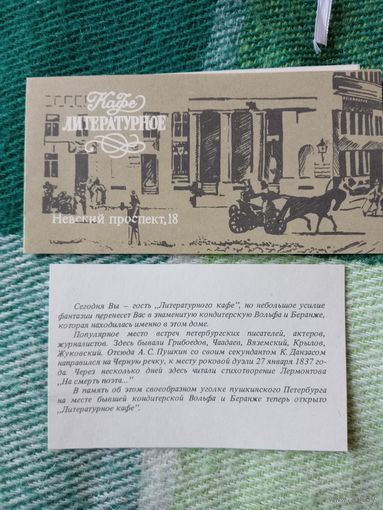 Кафе
ЛИТЕРАТУРНОЕ
Невский проспект, 18
Сегодня Вы — гость „Литературного кафе", но небольшое усилие
фантазии перенесет Вас в знаменитую кондитерскую Вольфа и Беранже,
которая находилась именно в этом доме.
Популярное место встреч петербургских писателей, актеров,
журналистов. Здесь бывали Грибоедов, Чаадаев, Вяземский, Крылов,
Жуковский. Отсюда А. С. Пушкин со своим секундантом К. Данзасом
направился на Черную речку, к месту роковой дуэли 27 января 1837 го-
да. Через несколько дней здесь читали стихотворение Лермонтова
„На смерть поэта..."
В память об этом своеобразном уголке пушкинского Петербурга
на месте бывшей кондитерской Вольфа и Беранже теперь открыто
„Литературное кафе".